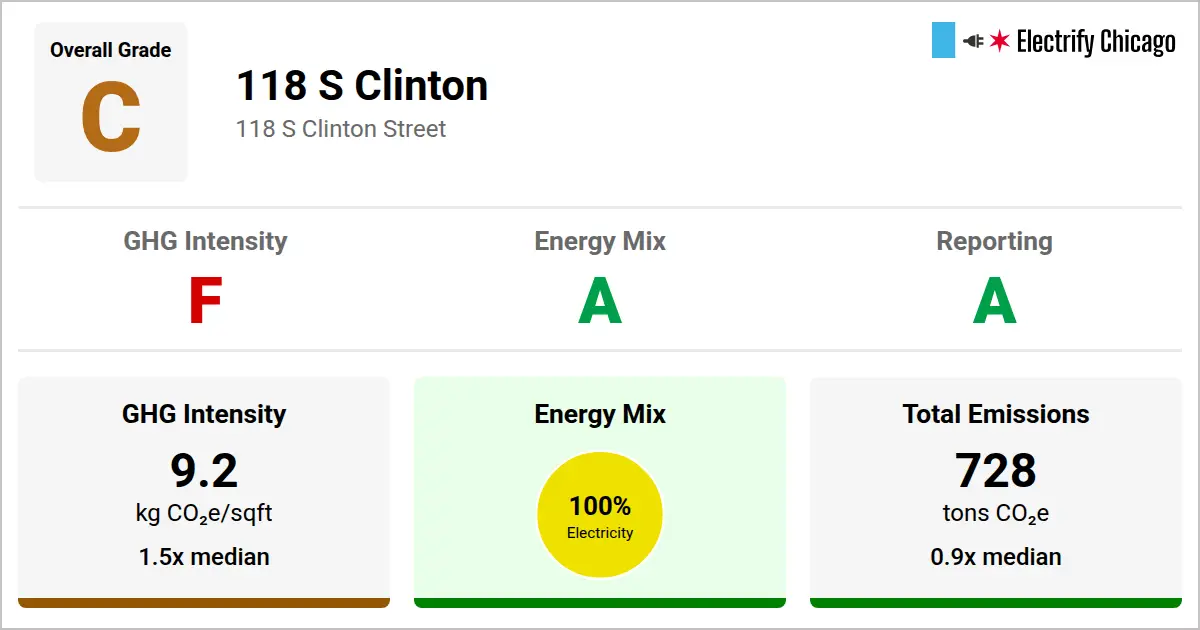 Overall Grade
C
118 S Clinton
118 S Clinton Street
Electrify Chicago
GHG Intensity
F
Energy Mix
A
Reporting
A
GHG Intensity
9.2
kg CO₂e/sqft
1.5x median
Energy Mix
100%
Electricity
Total Emissions
728
tons CO₂e
0.9x median